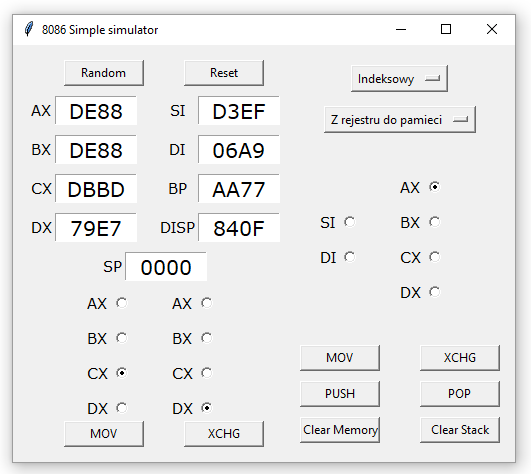 8086 Simple simulator
Random Reset Indeksowy
AX DE88 SI D3EF Z rejestru do pamieci
BX DE88 DI 06A9
CX DBBD BP AA77 AX
DX 79E7 DISP 840F SI BX
SP 0000 DI CX
AX AX DX
BX BX
CX CX MOV XCHG
DX DX PUSH POP
MOV XCHG Clear Memory Clear Stack